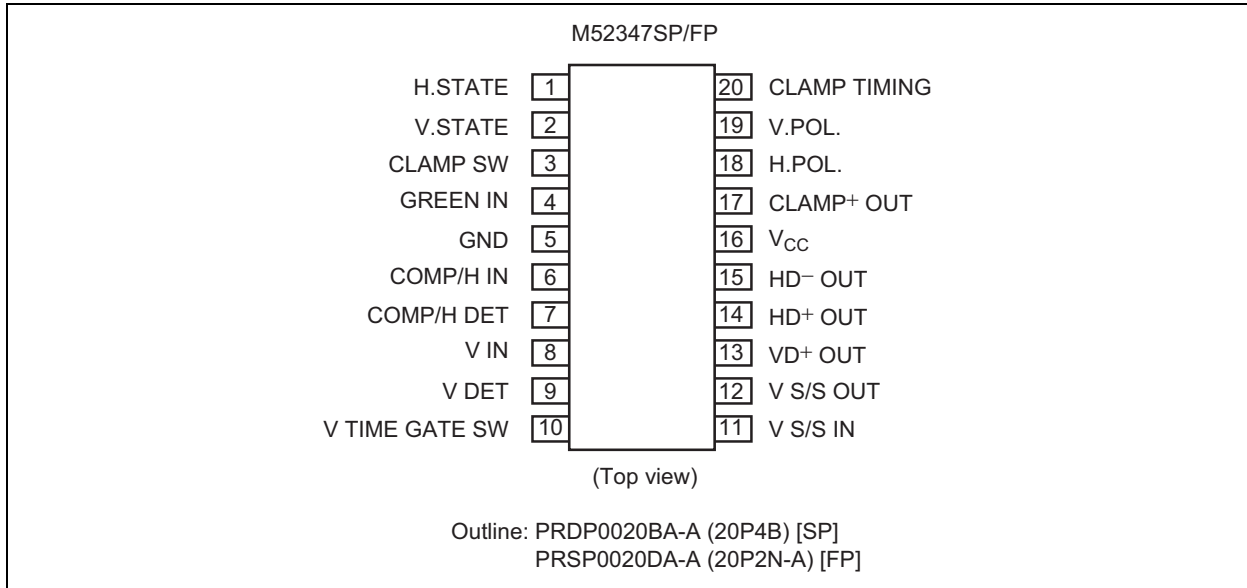 M52347SP/FP
H.STATE 1 20 CLAMP TIMING
V.STATE 2 19 V.POL.
CLAMP SW 3 18 H.POL.
GREEN IN 4 17 CLAMP+ OUT
GND 5 16 VCC
COMP/H IN 6 15 HD− OUT
COMP/H DET 7 14 HD+ OUT
V IN 8 13 VD+ OUT
V DET 9 12 V S/S OUT
V TIME GATE SW 10 11 V S/S IN
(Top view)
Outline: PRDP0020BA-A (20P4B) [SP]
PRSP0020DA-A (20P2N-A) [FP]